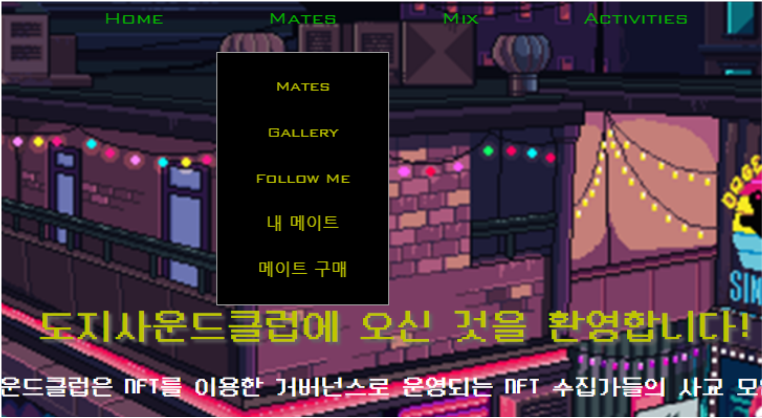 Home Mates Mix Activities
Mates
Gallery
Follow Me
내 메이트
메이트 구매
DOGE
SIN
도지사운드클럽에 오신 것을 환영합니다!
운드클럽은 NFT를 이용한 거버넌스로 운영되는 NFT 수집가들의 사교 모